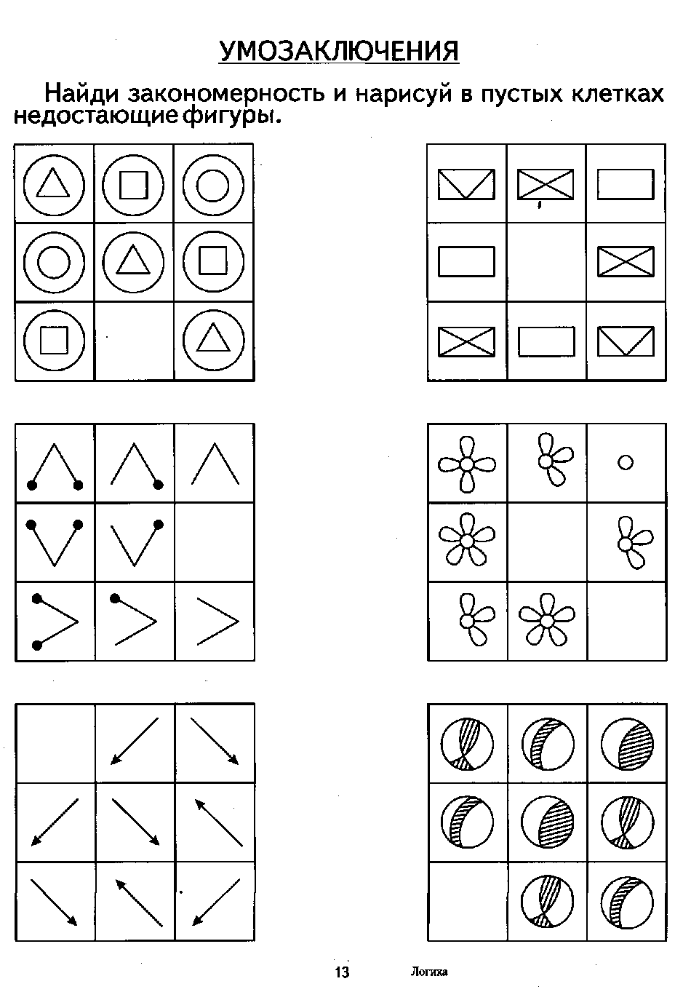 УМОЗАКЛЮЧЕНИЯ
Найди закономерность и нарисуй в пустых клетках
недостающие фигуры.
13
Логика